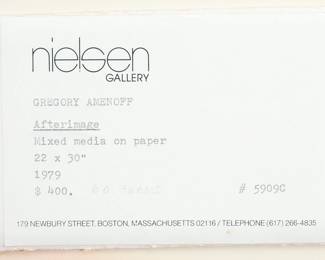 nielsen
GALLERY
GREGORY AMENOFF
Afterimage
Mixed media on paper
22 x 30"
1979
$ 400. # 5909G
179 NEWBURY STREET, BOSTON, MASSACHUSETTS 02116 / TELEPHONE (617) 266-4835